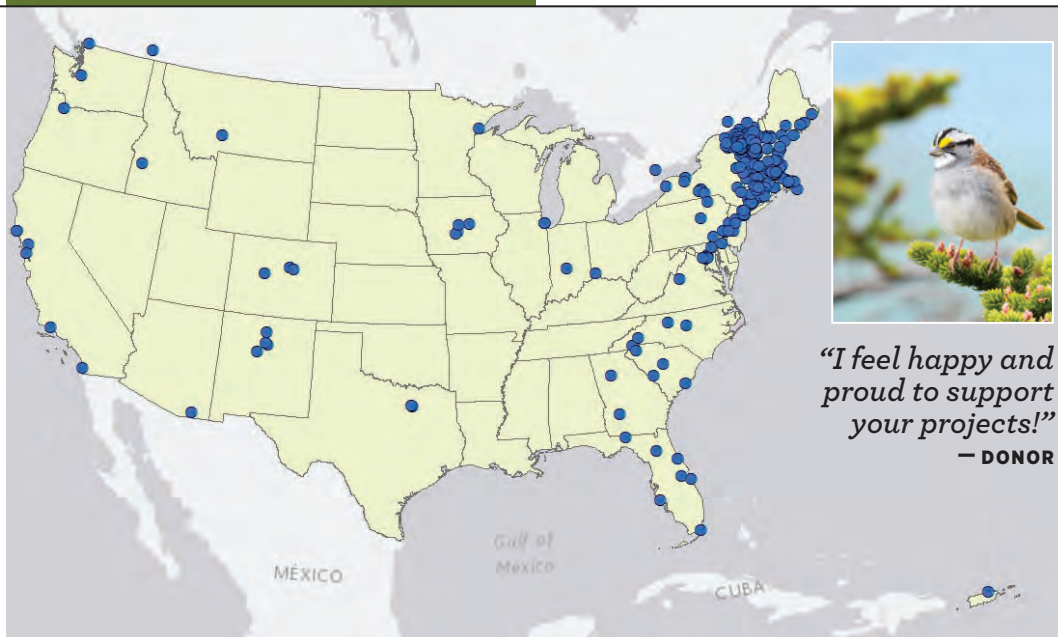 “I feel happy and
proud to support
your projects!”
— DONOR
Gulf of
Mexico
MÉXICO
CUBA